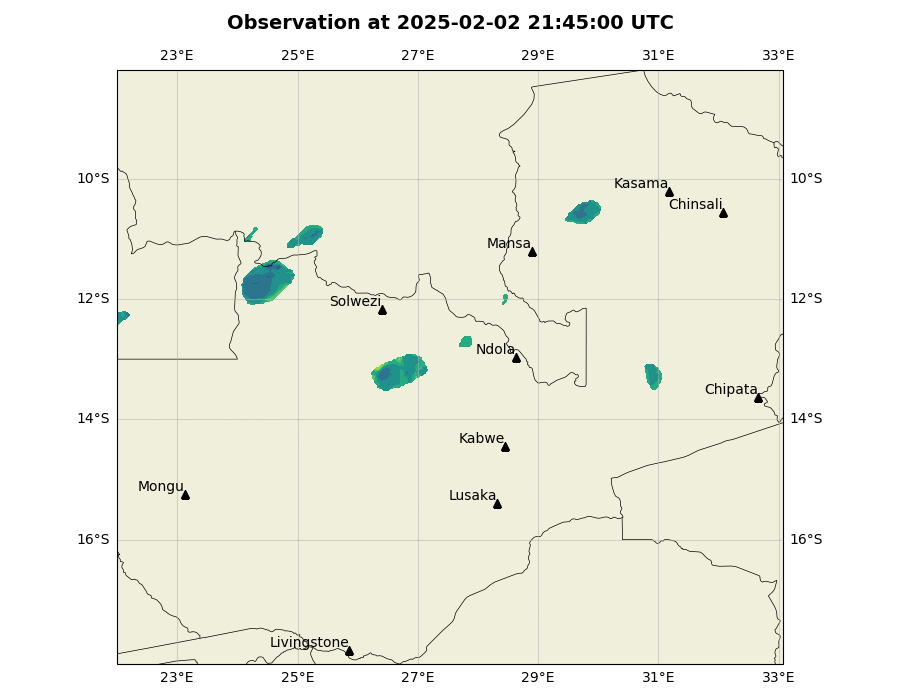 Observation at 2025-02-02 21:45:00 UTC
23°E 25°E 27°E 29°E 31°E 33°E
10°S 10°S
Kasama
Chinsali
Mansa
12°S 12°S
Solwezi
Ndola
Chipata
14°S 14°S
Kabwe
Mongu
Lusaka
16°S 16°S
Livingstone
23°E 25°E 27°E 29°E 31°E 33°E